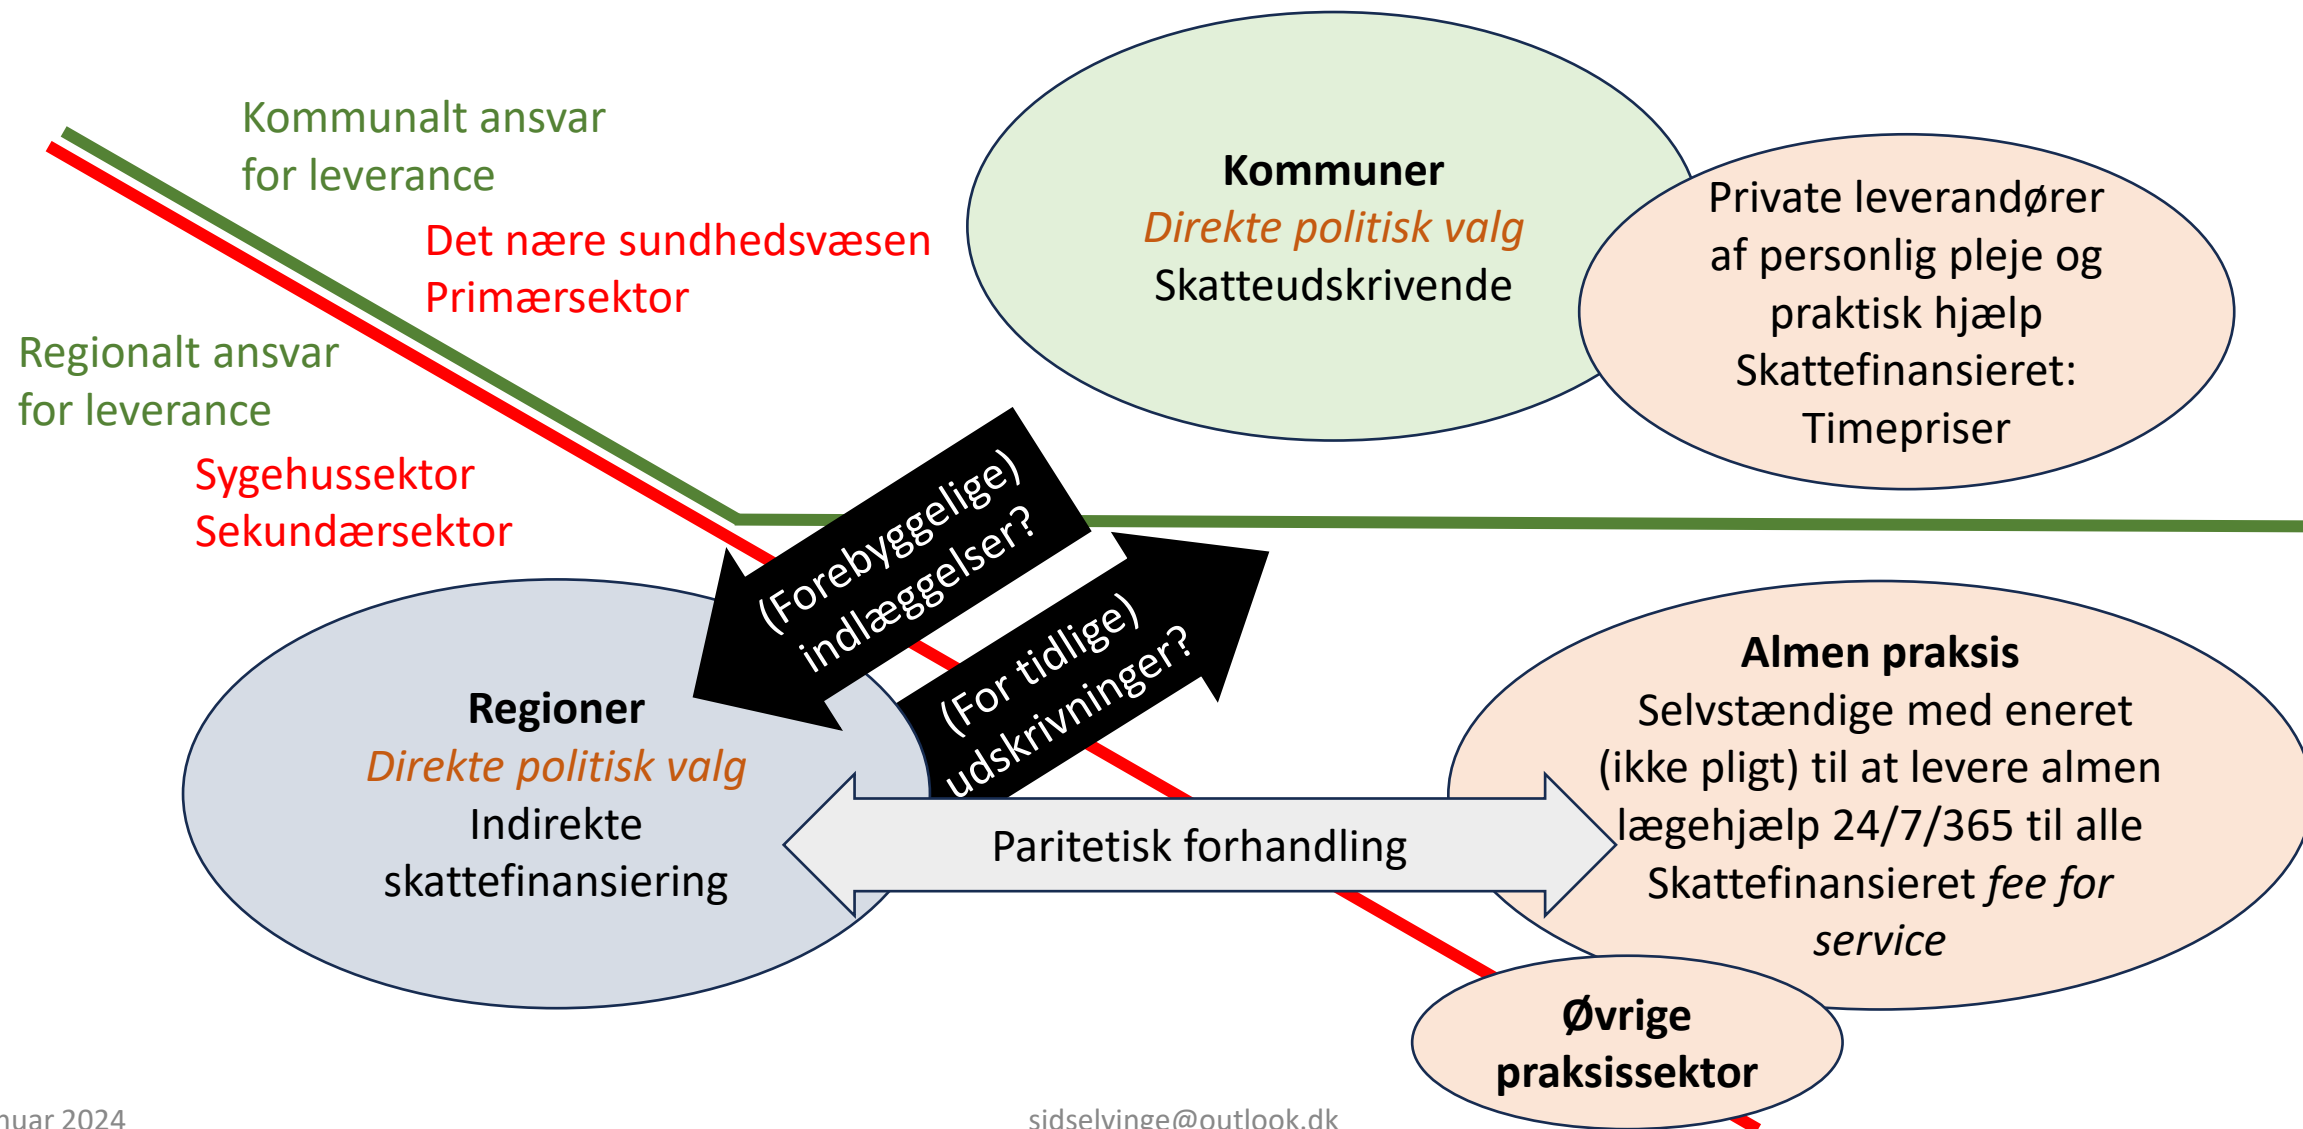 Kommunalt ansvar
for leverance
Det nære sundhedsvæsen
Primærsektor
Regionalt ansvar
for leverance
Sygehussektor
Sekundærsektor
Kommuner
Direkte politisk valg
Skatteudskrivende
Private leverandører
af personlig pleje og
praktisk hjælp
Skattefinansieret:
Timepriser
(Forebyggelige)
indlæggelser?
(For tidlige)
udskrivninger?
Regioner
Direkte politisk valg
Indirekte
skattefinansiering
Paritetisk forhandling
Almen praksis
Selvstændige med eneret
(ikke pligt) til at levere almen
lægehjælp 24/7/365 til alle
Skattefinansieret fee for
service
Øvrige
praksissektor
nuar 2024
sidselvinge@outlook.dk